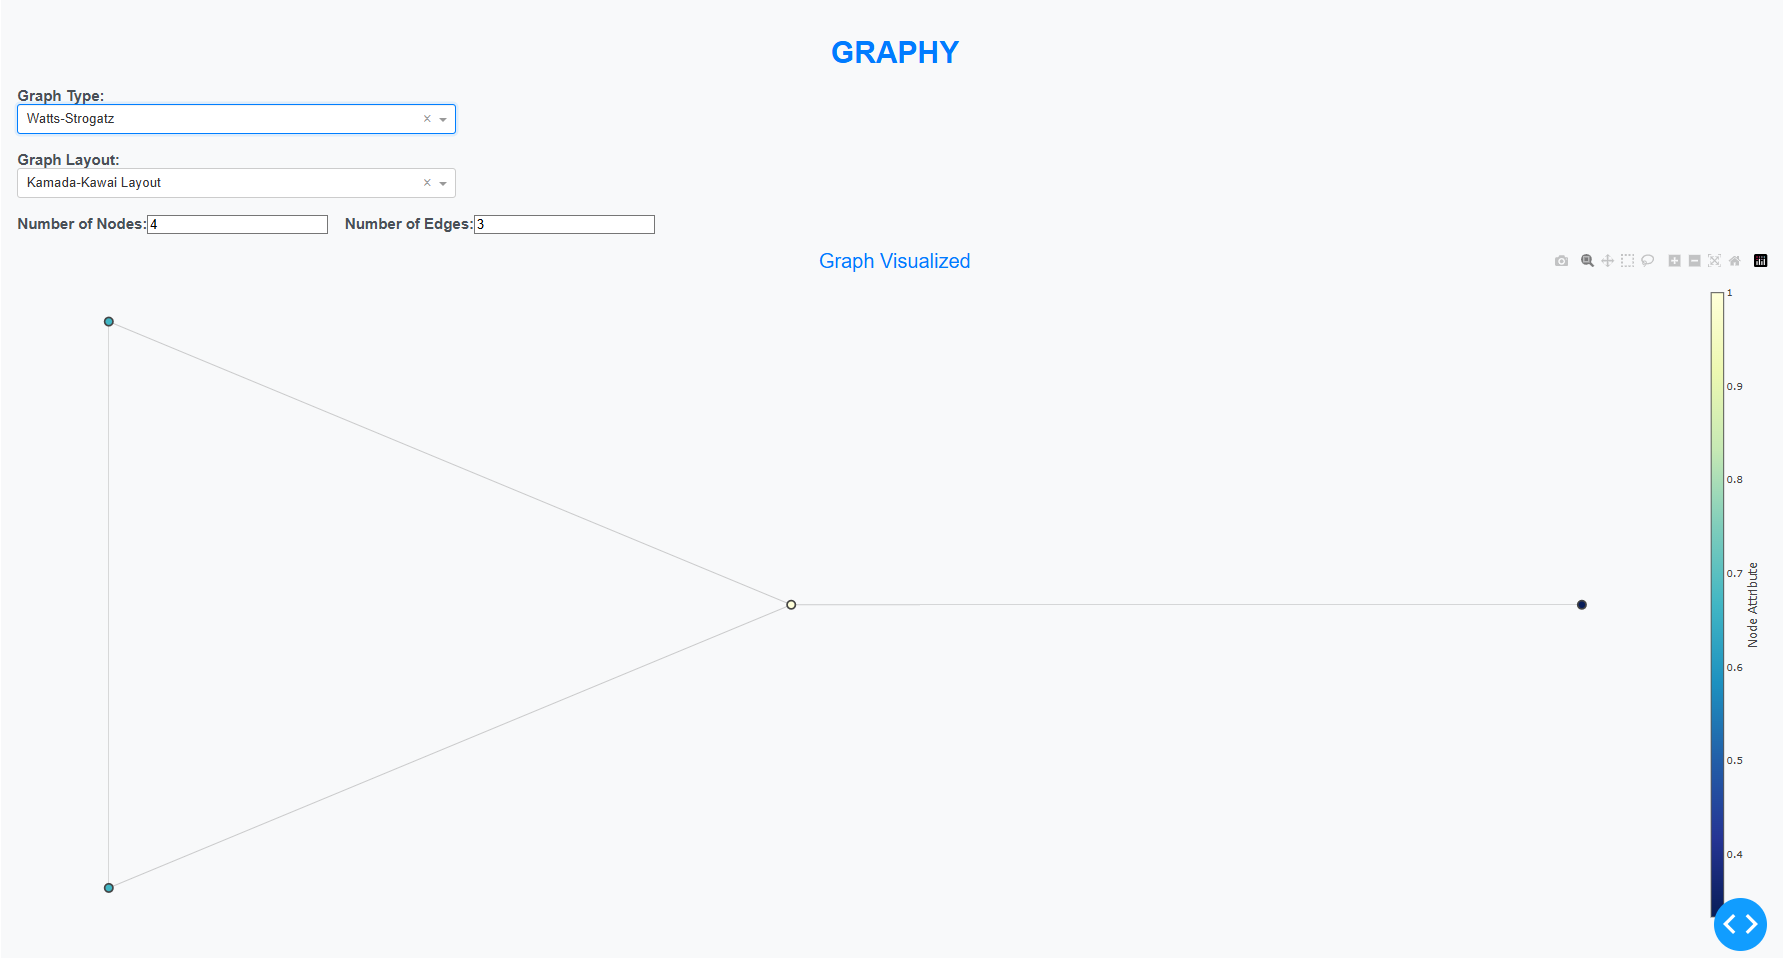 GRAPHY
Graph Type:
Watts-Strogatz
Graph Layout:
Kamada-Kawai Layout
Number of Nodes: 4 Number of Edges: 3
Graph Visualized
1
0.9
0.8
0.7
0.6
0.5
0.4
Node Attribute